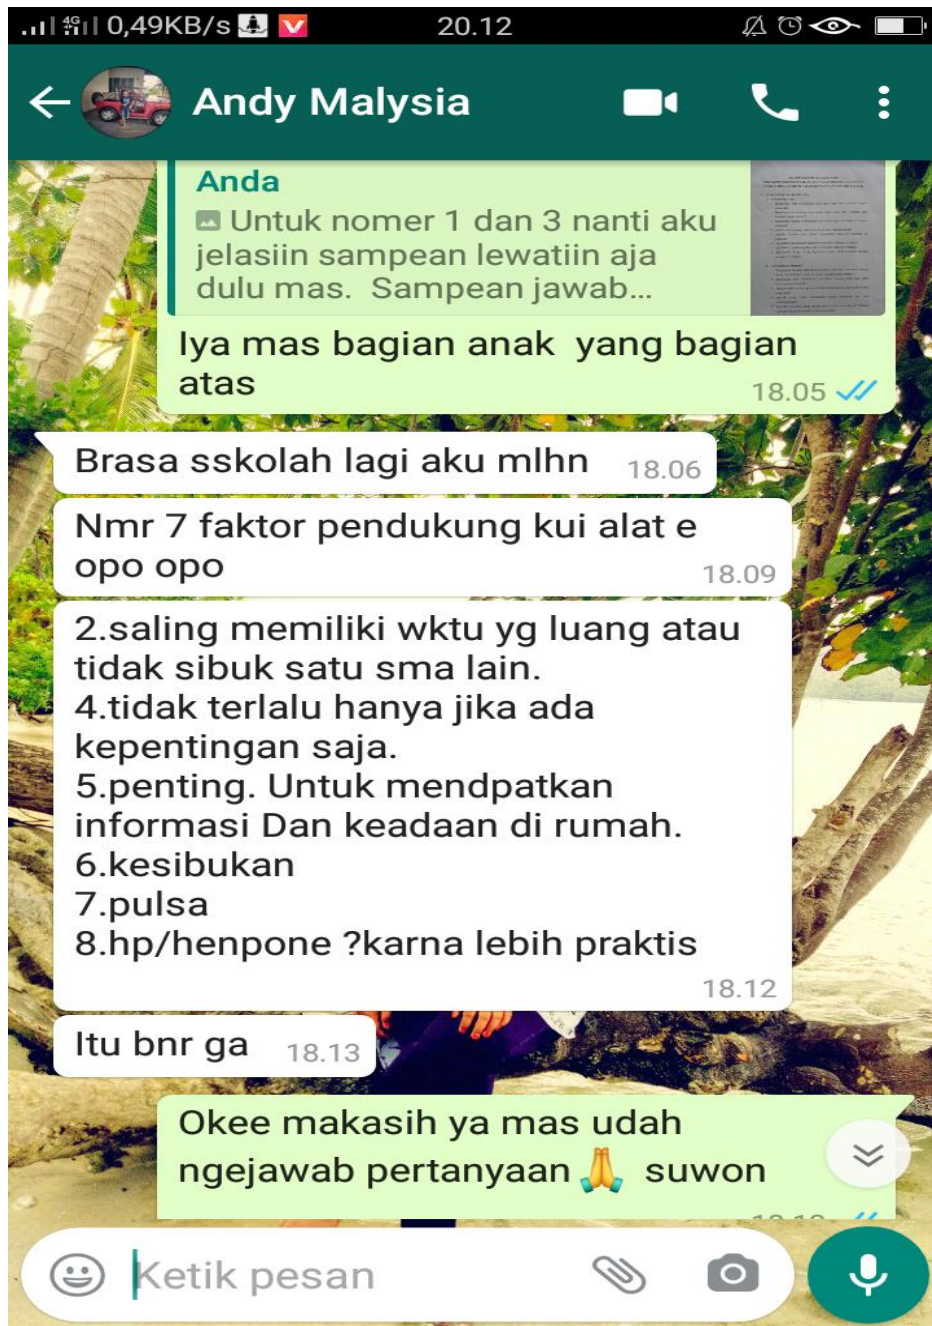 4G 0,49KB/s 20.12
Andy Malysia
Anda
Untuk nomer 1 dan 3 nanti aku
jelasiin sampean lewatiin aja
dulu mas. Sampean jawab...
Iya mas bagian anak yang bagian
atas
18.05
Brasa sskolah lagi aku mlhn 18.06
Nmr 7 faktor pendukung kui alat e
opo opo
18.09
2.saling memiliki wktu yg luang atau
tidak sibuk satu sma lain.
4.tidak terlalu hanya jika ada
kepentingan saja.
5.penting. Untuk mendpatkan
informasi Dan keadaan di rumah.
6.kesibukan
7.pulsa
8.hp/henpone ?karna lebih praktis
18.12
Itu bnr ga 18.13
Okee makasih ya mas udah
ngejawab pertanyaan 🙏 suwon
Ketik pesan